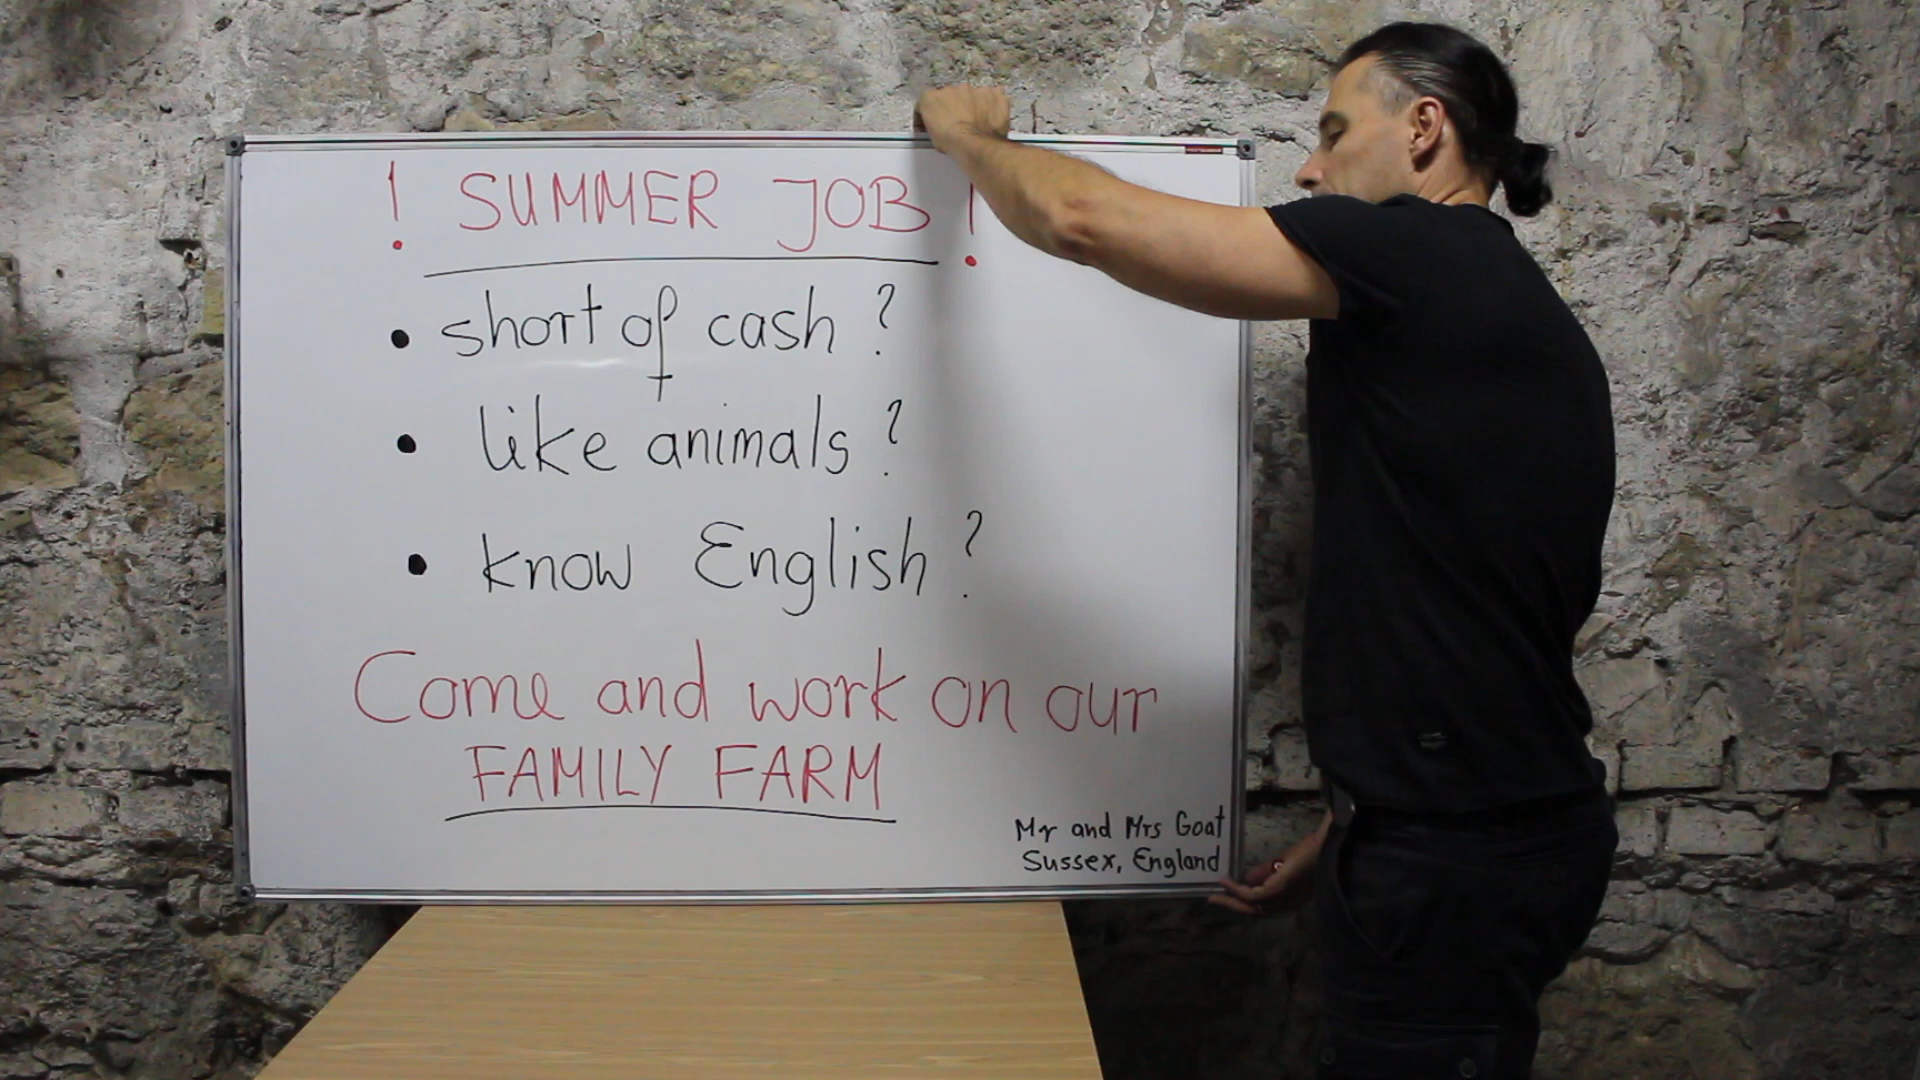 ! SUMMER JOB !
• short of cash ?
• like animals ?
• know English ?
Come and work on our
FAMILY FARM
Mr and Mrs Goat
Sussex, England